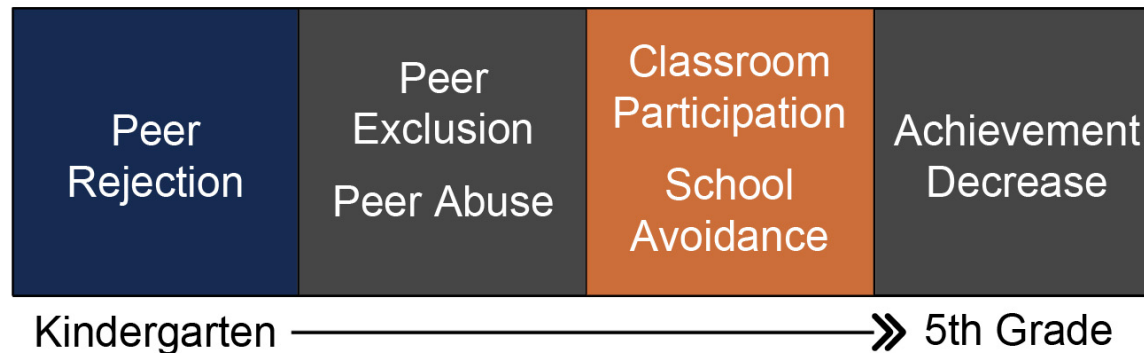 Peer
Rejection
Peer
Exclusion
Peer Abuse
Classroom
Participation
School
Avoidance
Achievement
Decrease
Kindergarten
5th Grade